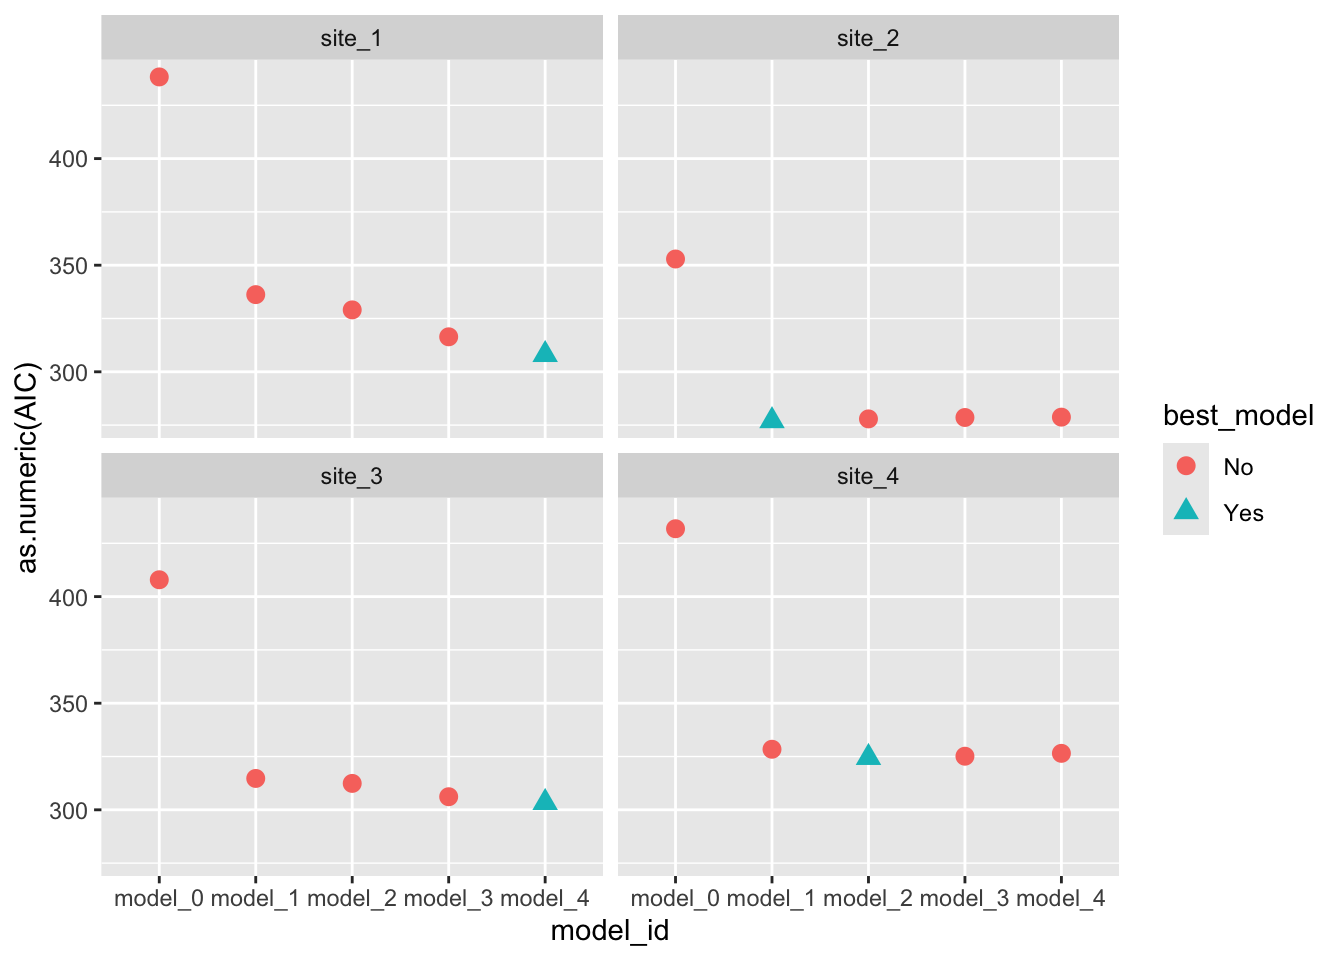 site_1
site_2
400
350
300
site_3
site_4
400
350
300
as.numeric(AIC)
model_0 model_1 model_2 model_3 model_4
model_0 model_1 model_2 model_3 model_4
model_id
best_model
No
Yes